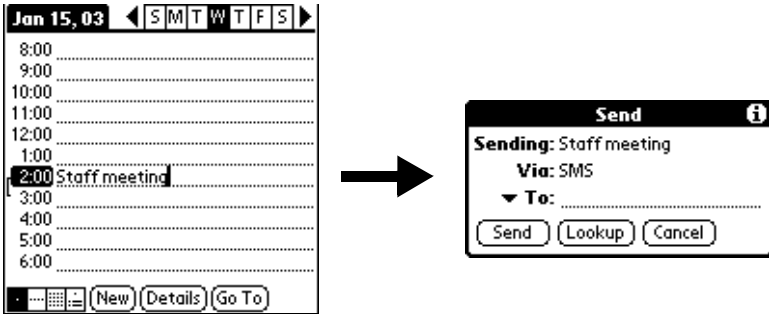 Jan 15, 03 S M T W T F S
8:00
9:00
10:00
11:00
12:00
1:00
2:00 Staff meeting
3:00
4:00
5:00
6:00
New Details Go To
Send i
Sending: Staff meeting
Via: SMS
To:
Send Lookup Cancel